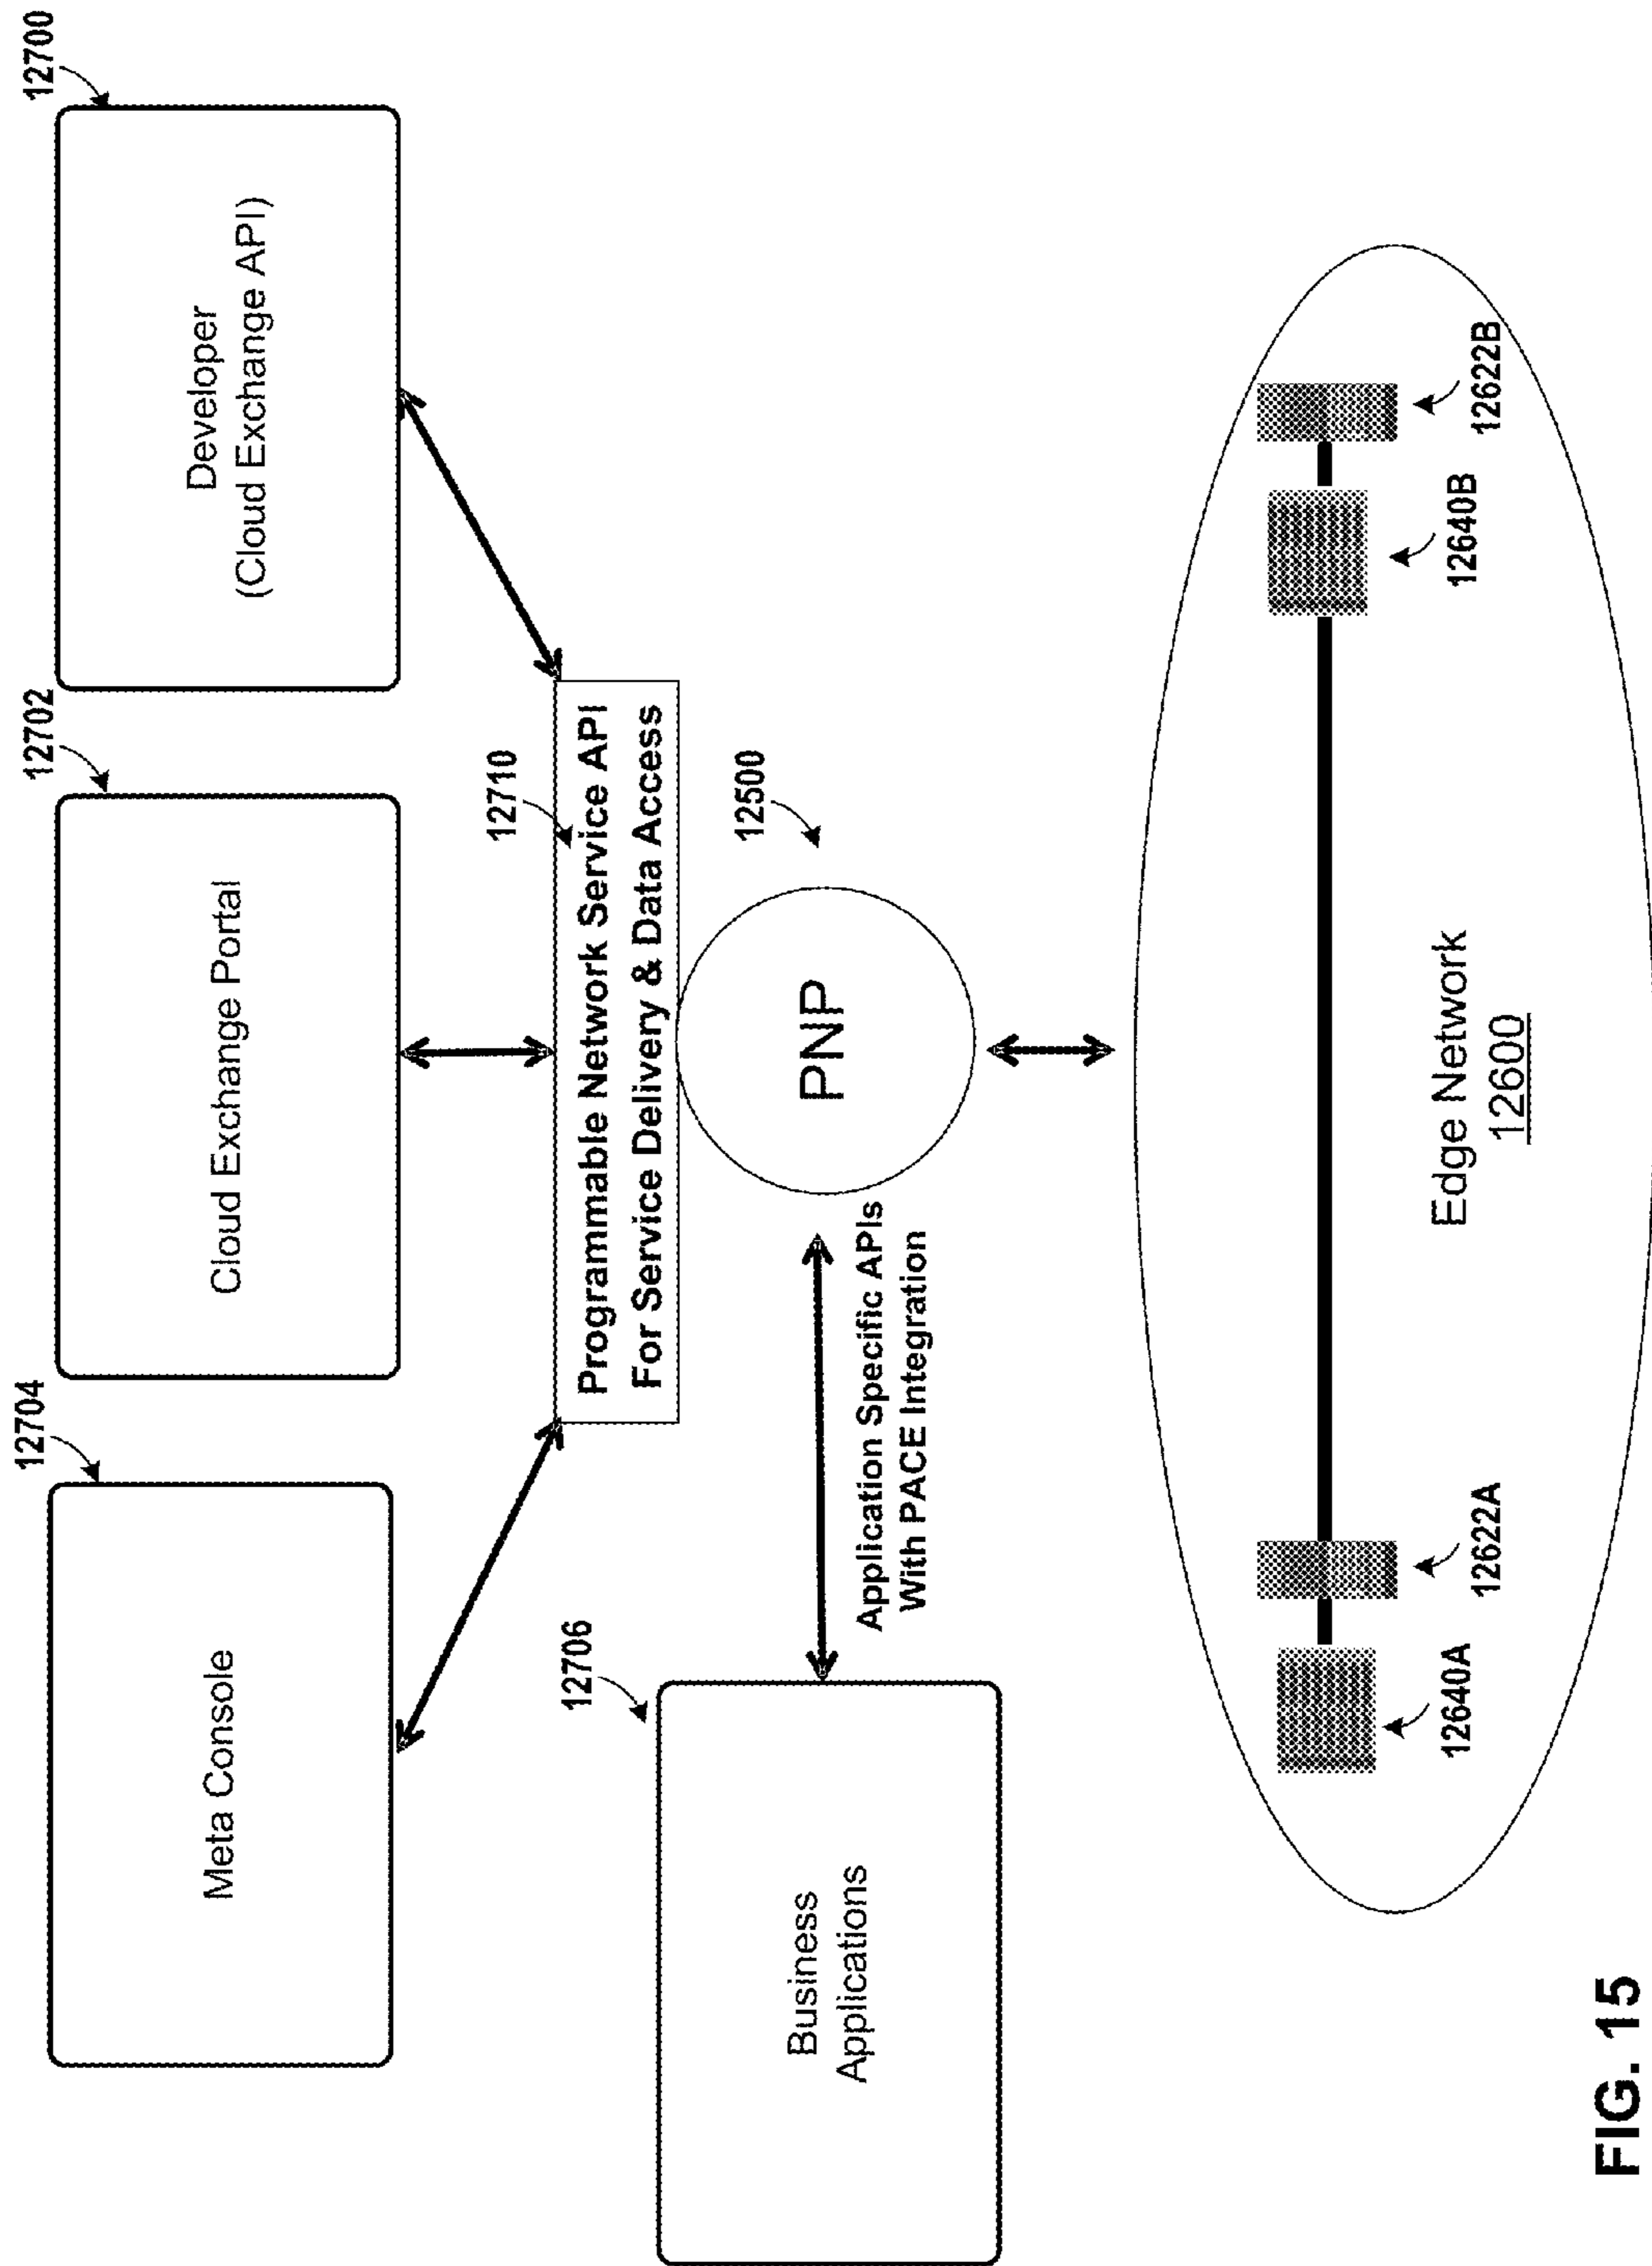 12704
12702
12700
Meta Console
Cloud Exchange Portal
Developer
(Cloud Exchange API)
12710
Programmable Network Service API
For Service Delivery & Data Access
12706
12500
Business
Applications
PNP
Application Specific APIs
With PACE Integration
12640A
12622A
12640B
12622B
Edge Network
12600
FIG. 15